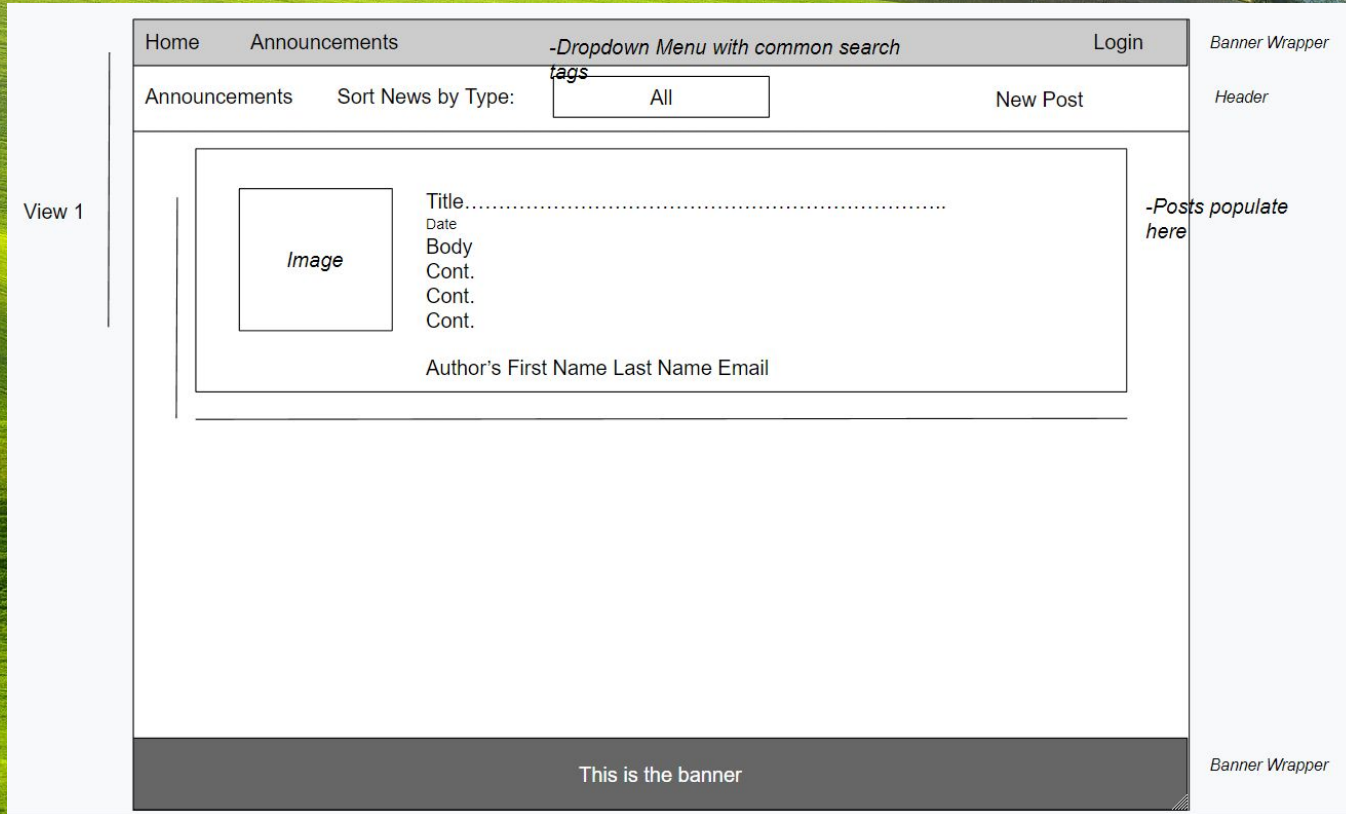 Home Announcements -Dropdown Menu with common search Login Banner Wrapper
tags
Announcements Sort News by Type: All New Post Header
View 1
Image
Title……………………………………………………………….
Date
Body
Cont.
Cont.
Cont.
Author’s First Name Last Name Email
-Posts populate
here
This is the banner Banner Wrapper